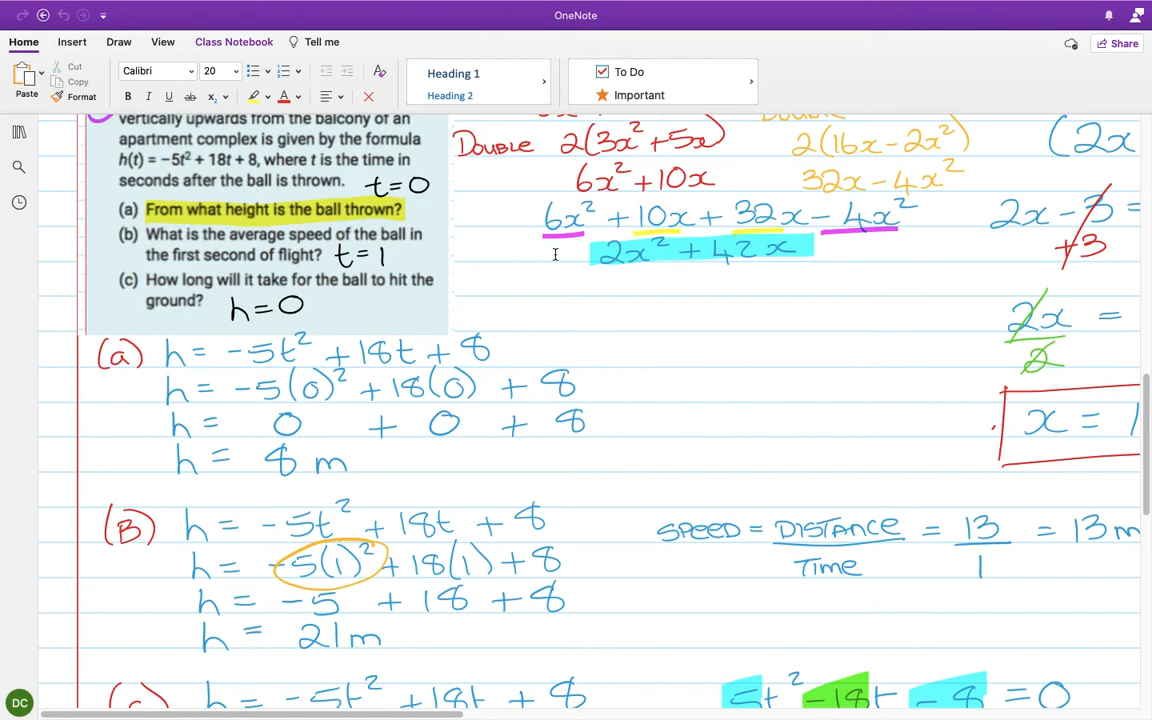 OneNote
Home Insert Draw View Class Notebook Tell me
Share
Paste
Cut
Copy
Format
Calibri 20
B I U ab x₂ A
Heading 1
Heading 2
To Do
Important
vertically upwards from the balcony of an
apartment complex is given by the formula
h(t) = −5t² + 18t + 8, where t is the time in
seconds after the ball is thrown.
t=0
(a) From what height is the ball thrown?
(b) What is the average speed of the ball in
the first second of flight?
t=1
(c) How long will it take for the ball to hit the
ground?
h=0
DOUBLE 2(3x²+5x)
6x²+10x
2(16x-2x²)
32x-4x²
6x² +10x+ 32x-4x²
2x² + 42x
(2x
2x-3 =
+3
2x =
2
x = 1
(a) h= -5t² +18t + 8
h= -5(0)² +18(0) + 8
h= 0 + 0 + 8
h= 8 m
(B) h= -5t² +18t + 8
h= -5(1)² +18(1) +8
h= -5 + 18 +8
h= 21m
SPEED = DISTANCE = 13 = 13m
Time 1
(c) h= -5t² +18t + 8
5t² -18t -8 =0
DC